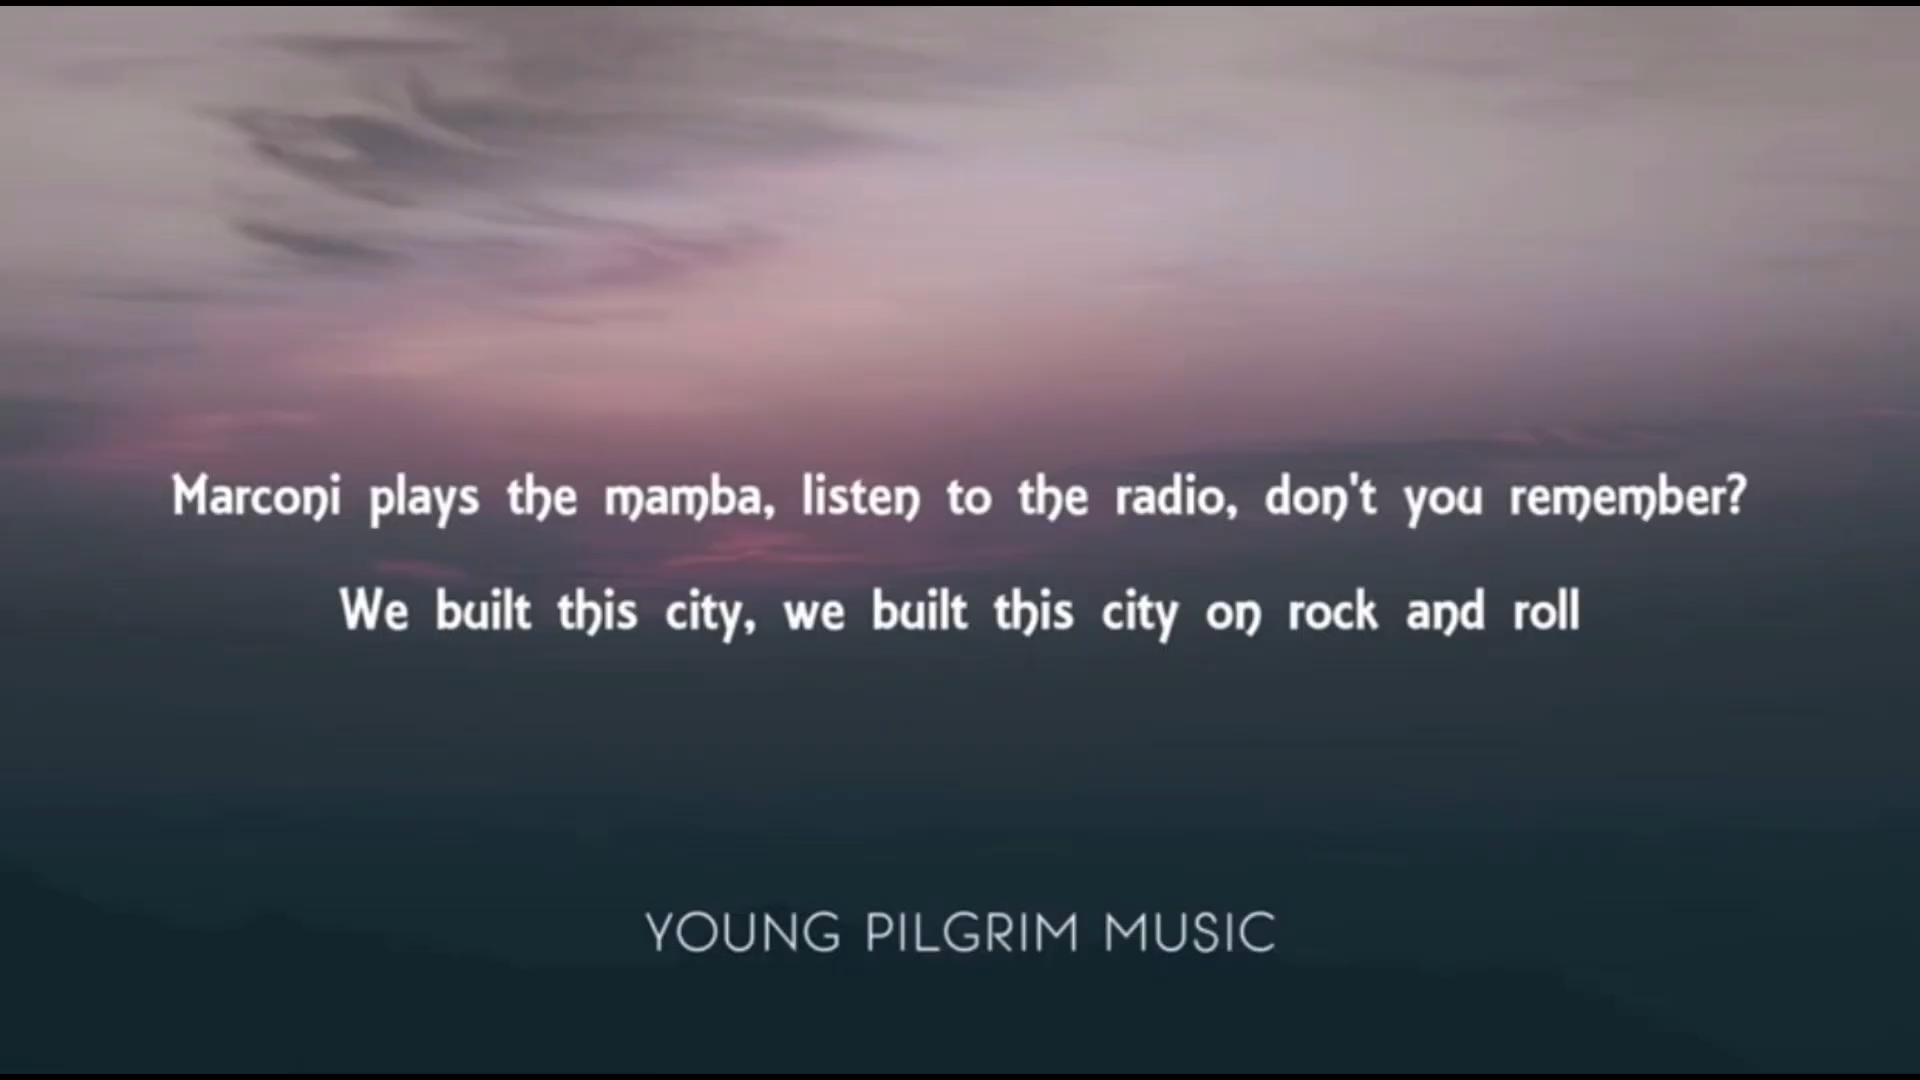 Marconi plays the mamba, listen to the radio, don't you remember?
We built this city, we built this city on rock and roll
YOUNG PILGRIM MUSIC